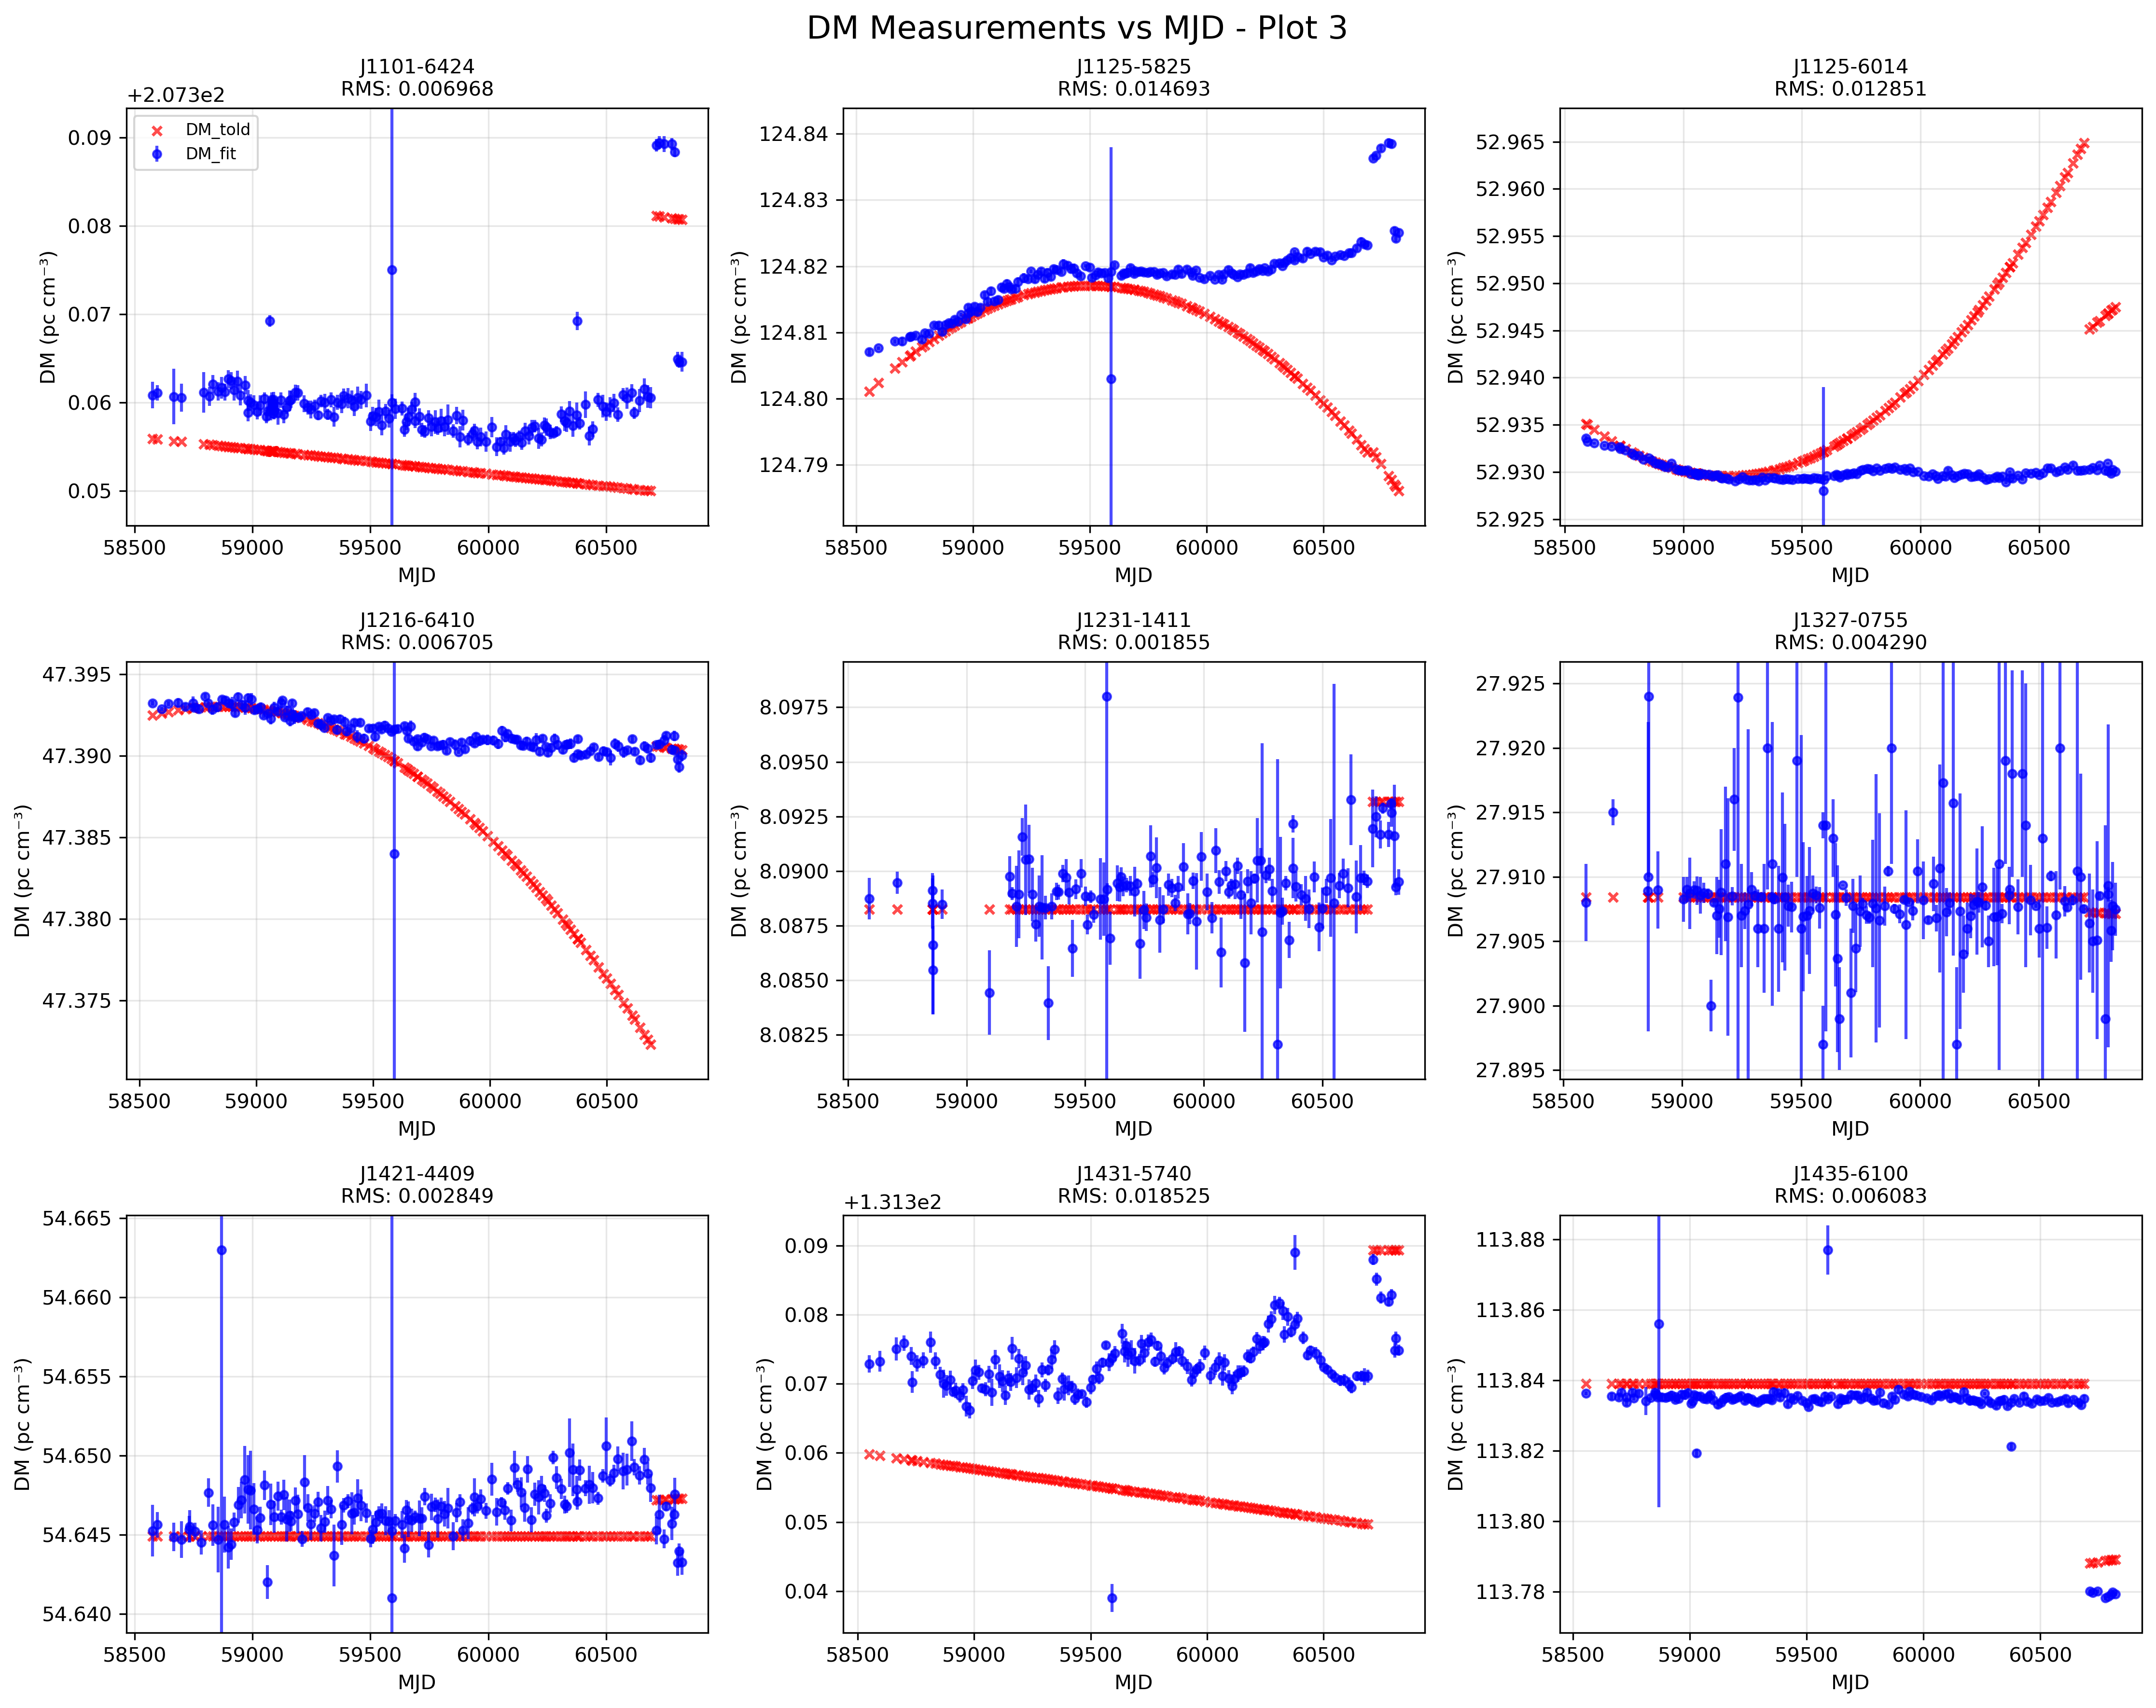 DM Measurements vs MJD - Plot 3
J1101-6424
RMS: 0.006968
+2.073e2
DM_told
DM_fit
0.09
0.08
0.07
0.06
0.05
DM (pc cm⁻³)
58500 59000 59500 60000 60500
MJD
J1125-5825
RMS: 0.014693
124.84
124.83
124.82
124.81
124.80
124.79
DM (pc cm⁻³)
58500 59000 59500 60000 60500
MJD
J1125-6014
RMS: 0.012851
52.965
52.960
52.955
52.950
52.945
52.940
52.935
52.930
52.925
DM (pc cm⁻³)
58500 59000 59500 60000 60500
MJD
J1216-6410
RMS: 0.006705
47.395
47.390
47.385
47.380
47.375
DM (pc cm⁻³)
58500 59000 59500 60000 60500
MJD
J1231-1411
RMS: 0.001855
8.0975
8.0950
8.0925
8.0900
8.0875
8.0850
8.0825
DM (pc cm⁻³)
58500 59000 59500 60000 60500
MJD
J1327-0755
RMS: 0.004290
27.925
27.920
27.915
27.910
27.905
27.900
27.895
DM (pc cm⁻³)
58500 59000 59500 60000 60500
MJD
J1421-4409
RMS: 0.002849
54.665
54.660
54.655
54.650
54.645
54.640
DM (pc cm⁻³)
58500 59000 59500 60000 60500
MJD
J1431-5740
RMS: 0.018525
+1.313e2
0.09
0.08
0.07
0.06
0.05
0.04
DM (pc cm⁻³)
58500 59000 59500 60000 60500
MJD
J1435-6100
RMS: 0.006083
113.88
113.86
113.84
113.82
113.80
113.78
DM (pc cm⁻³)
58500 59000 59500 60000 60500
MJD